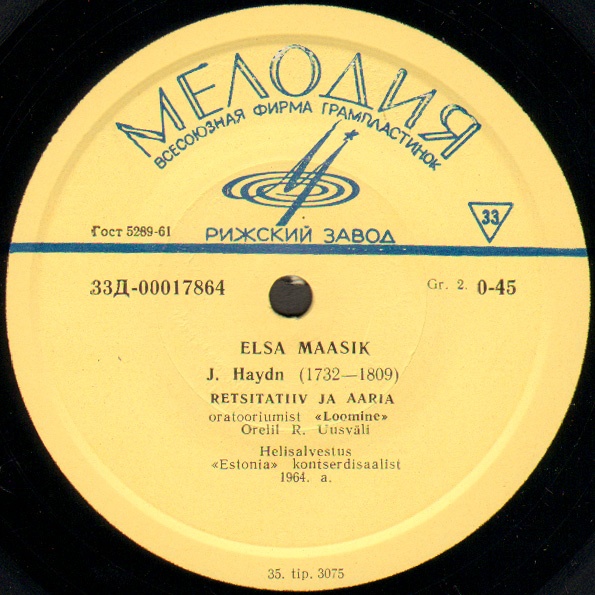 МЕЛОДИЯ
ВСЕСОЮЗНАЯ ФИРМА ГРАМПЛАСТИНОК
Гост 5289-61
РИЖСКИЙ ЗАВОД
33
33Д-00017864
Gr. 2. 0-45
ELSA MAASIK
J. Haydn (1732—1809)
RETSITATIIV JA AARIA
oratooriumist «Loomine»
Orelil R. Uusväli
Helisalvestus
«Estonia» kontserdisaalist
1964. a.
35. tip. 3075